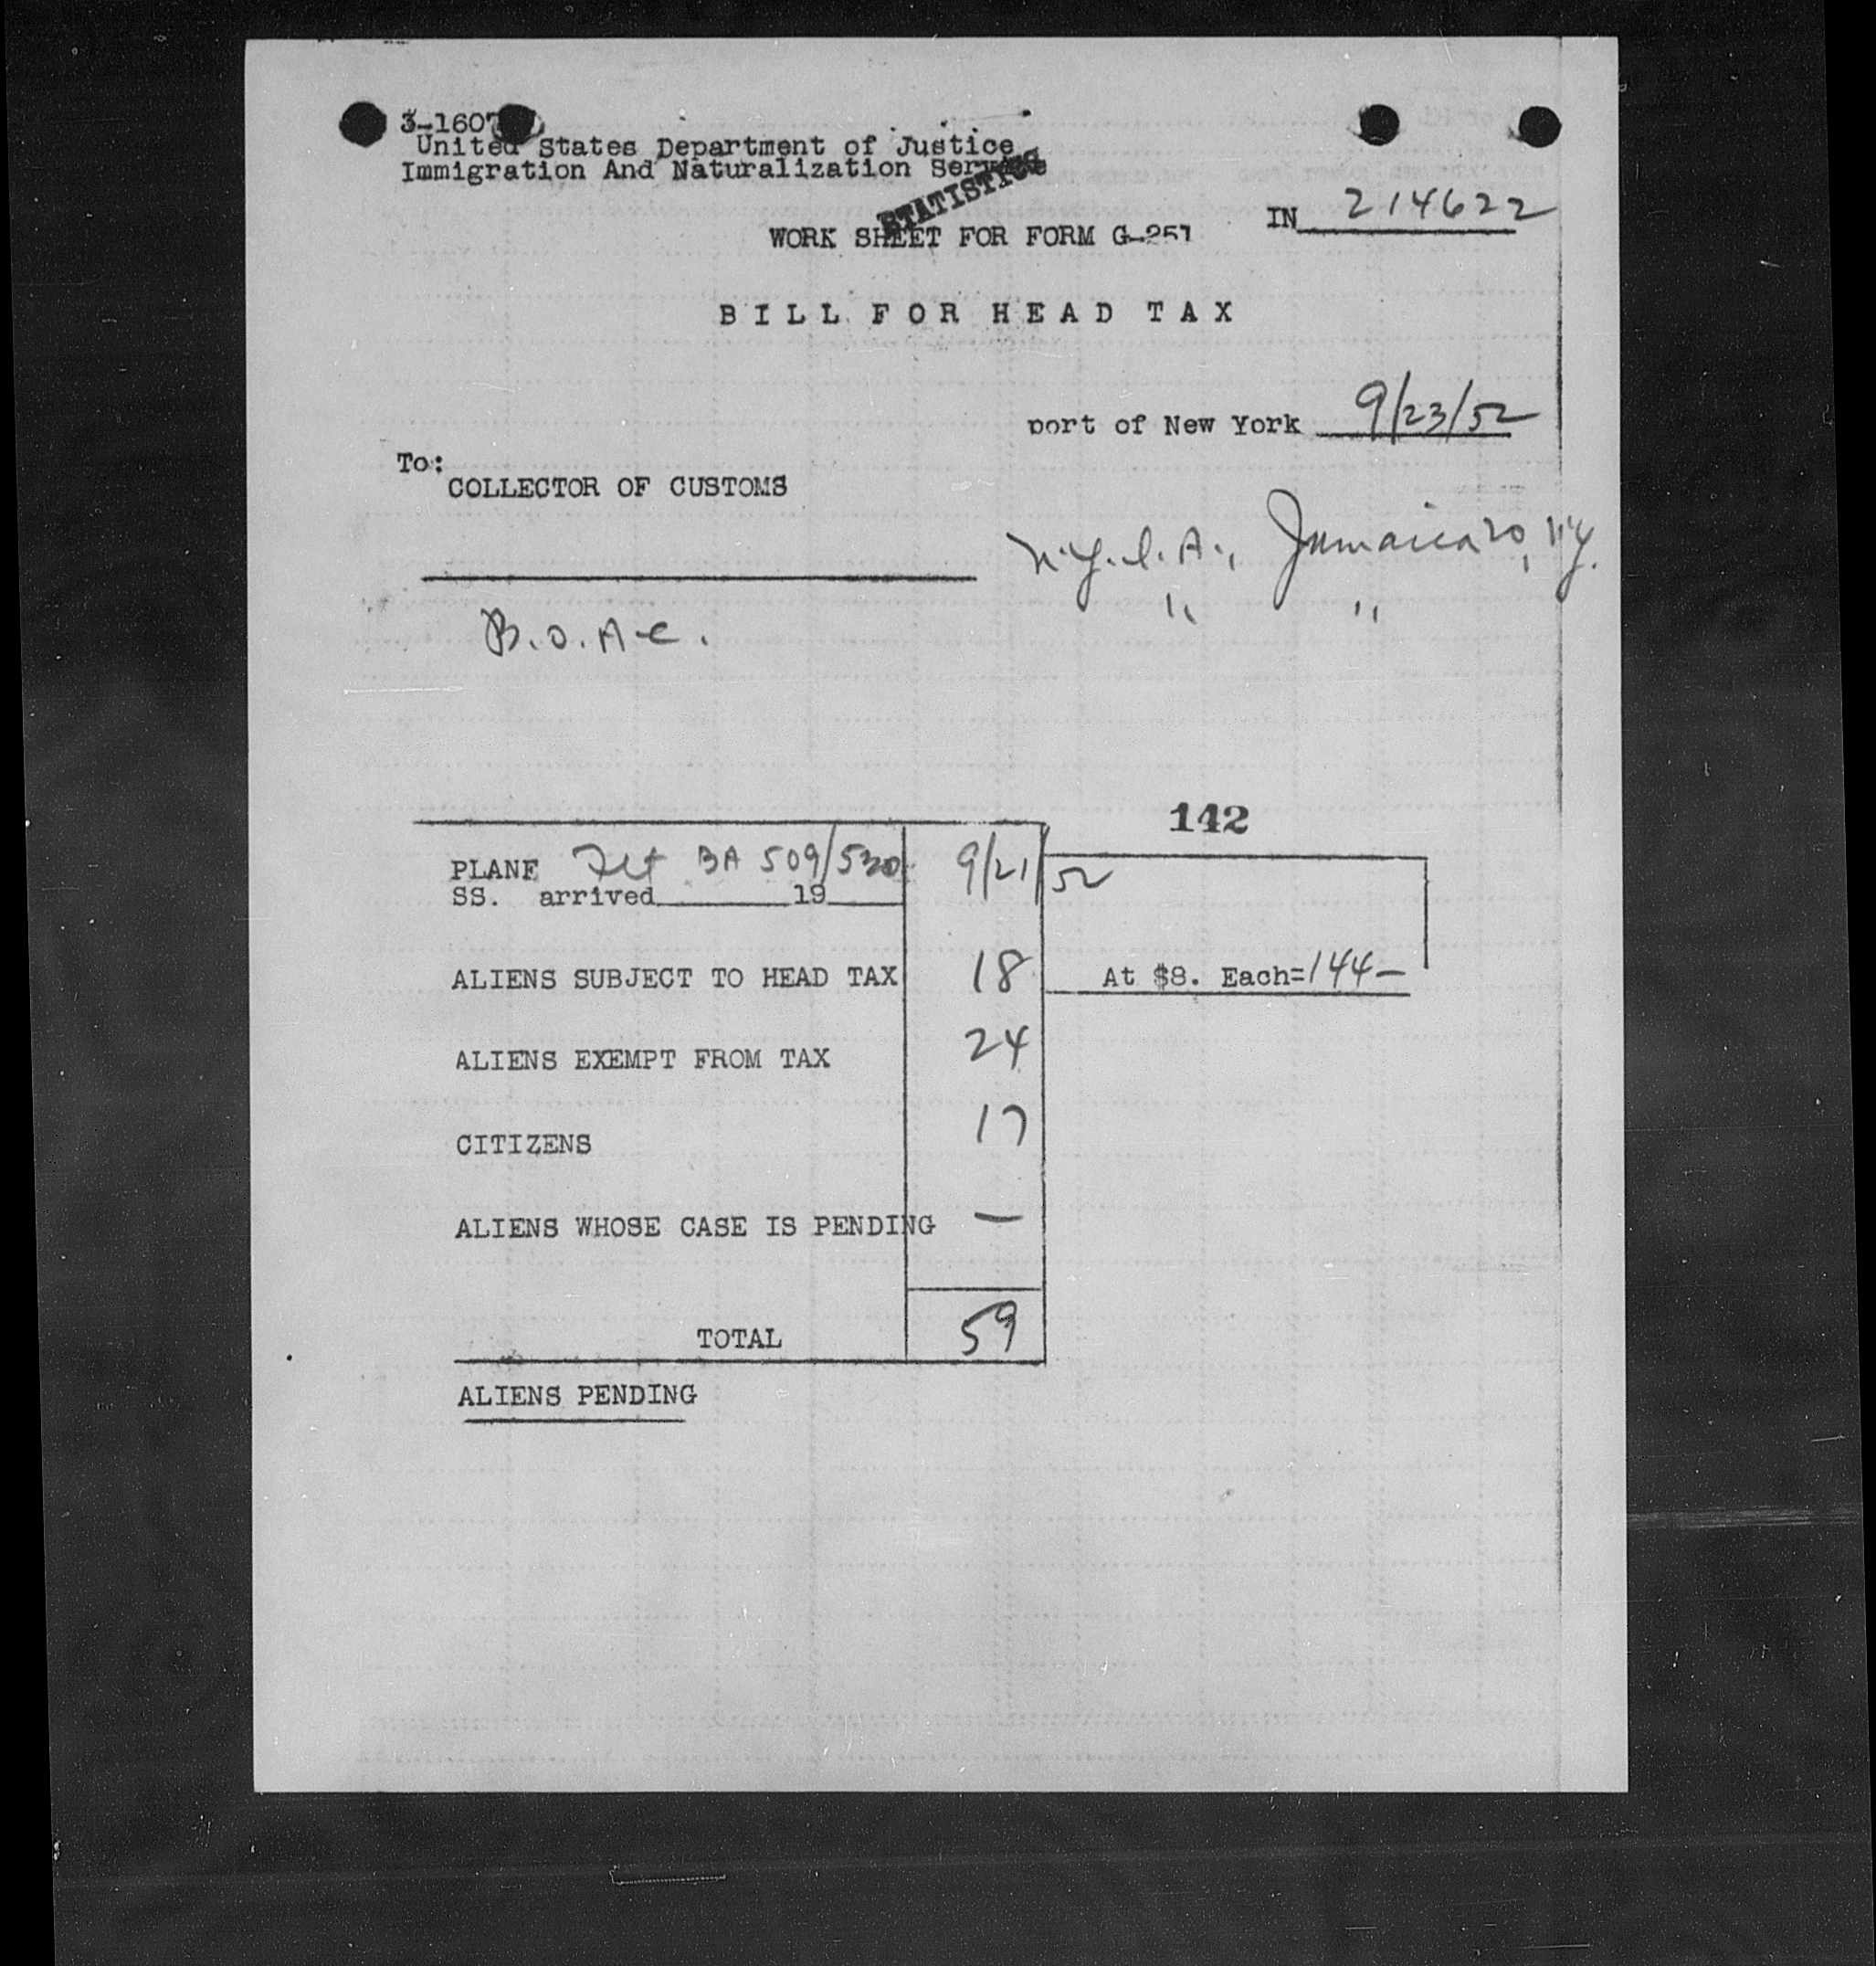 3-1607
United States Department of Justice
Immigration And Naturalization Service
STATISTICS
WORK SHEET FOR FORM G-251
IN 214622
BILL FOR HEAD TAX
port of New York 9/23/52
To:
COLLECTOR OF CUSTOMS
N.Y.I.A., Jamaica 20, N.Y.
" "
B.O.A.C.
142
PLANE Flt BA 509/530 9/21/52
SS. arrived 19
ALIENS SUBJECT TO HEAD TAX 18 At $8. Each=144-
ALIENS EXEMPT FROM TAX 24
CITIZENS 17
ALIENS WHOSE CASE IS PENDING —
TOTAL 59
ALIENS PENDING